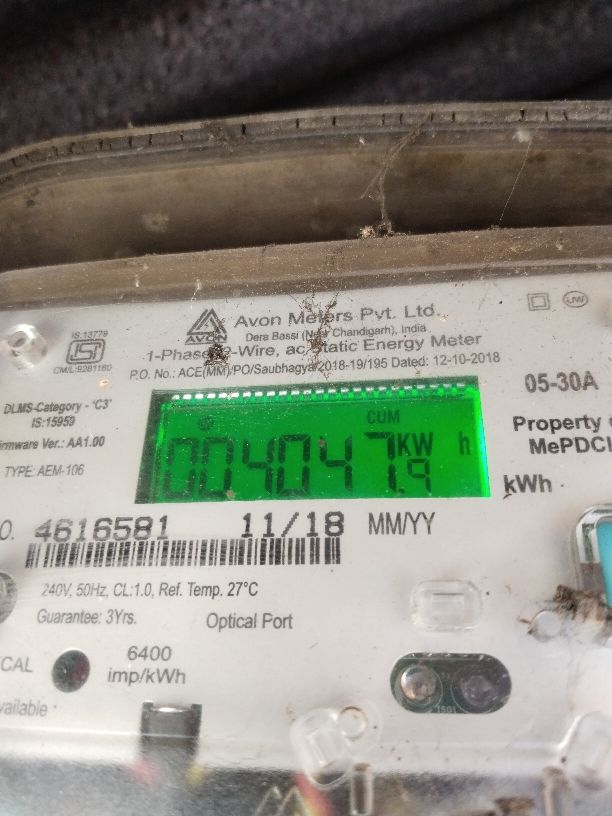 IS:13779
CM/L:9281160
AVON
Avon Meters Pvt. Ltd.
Dera Bassi (Near Chandigarh), India
1-Phase, 2-Wire, ac Static Energy Meter
P.O. No.: ACE(MM)/PO/Saubhagya/2018-19/195 Dated: 12-10-2018
DLMS-Category - 'C3'
IS:15959
irmware Ver.: AA1.00
TYPE: AEM-106
05-30A
Property
MePDCl
CUM
004047.9 KW h
kWh
O. 4616581 11/18 MM/YY
240V, 50Hz, CL:1.0, Ref. Temp. 27°C
Guarantee: 3Yrs.
Optical Port
CAL
6400
imp/kWh
vailable